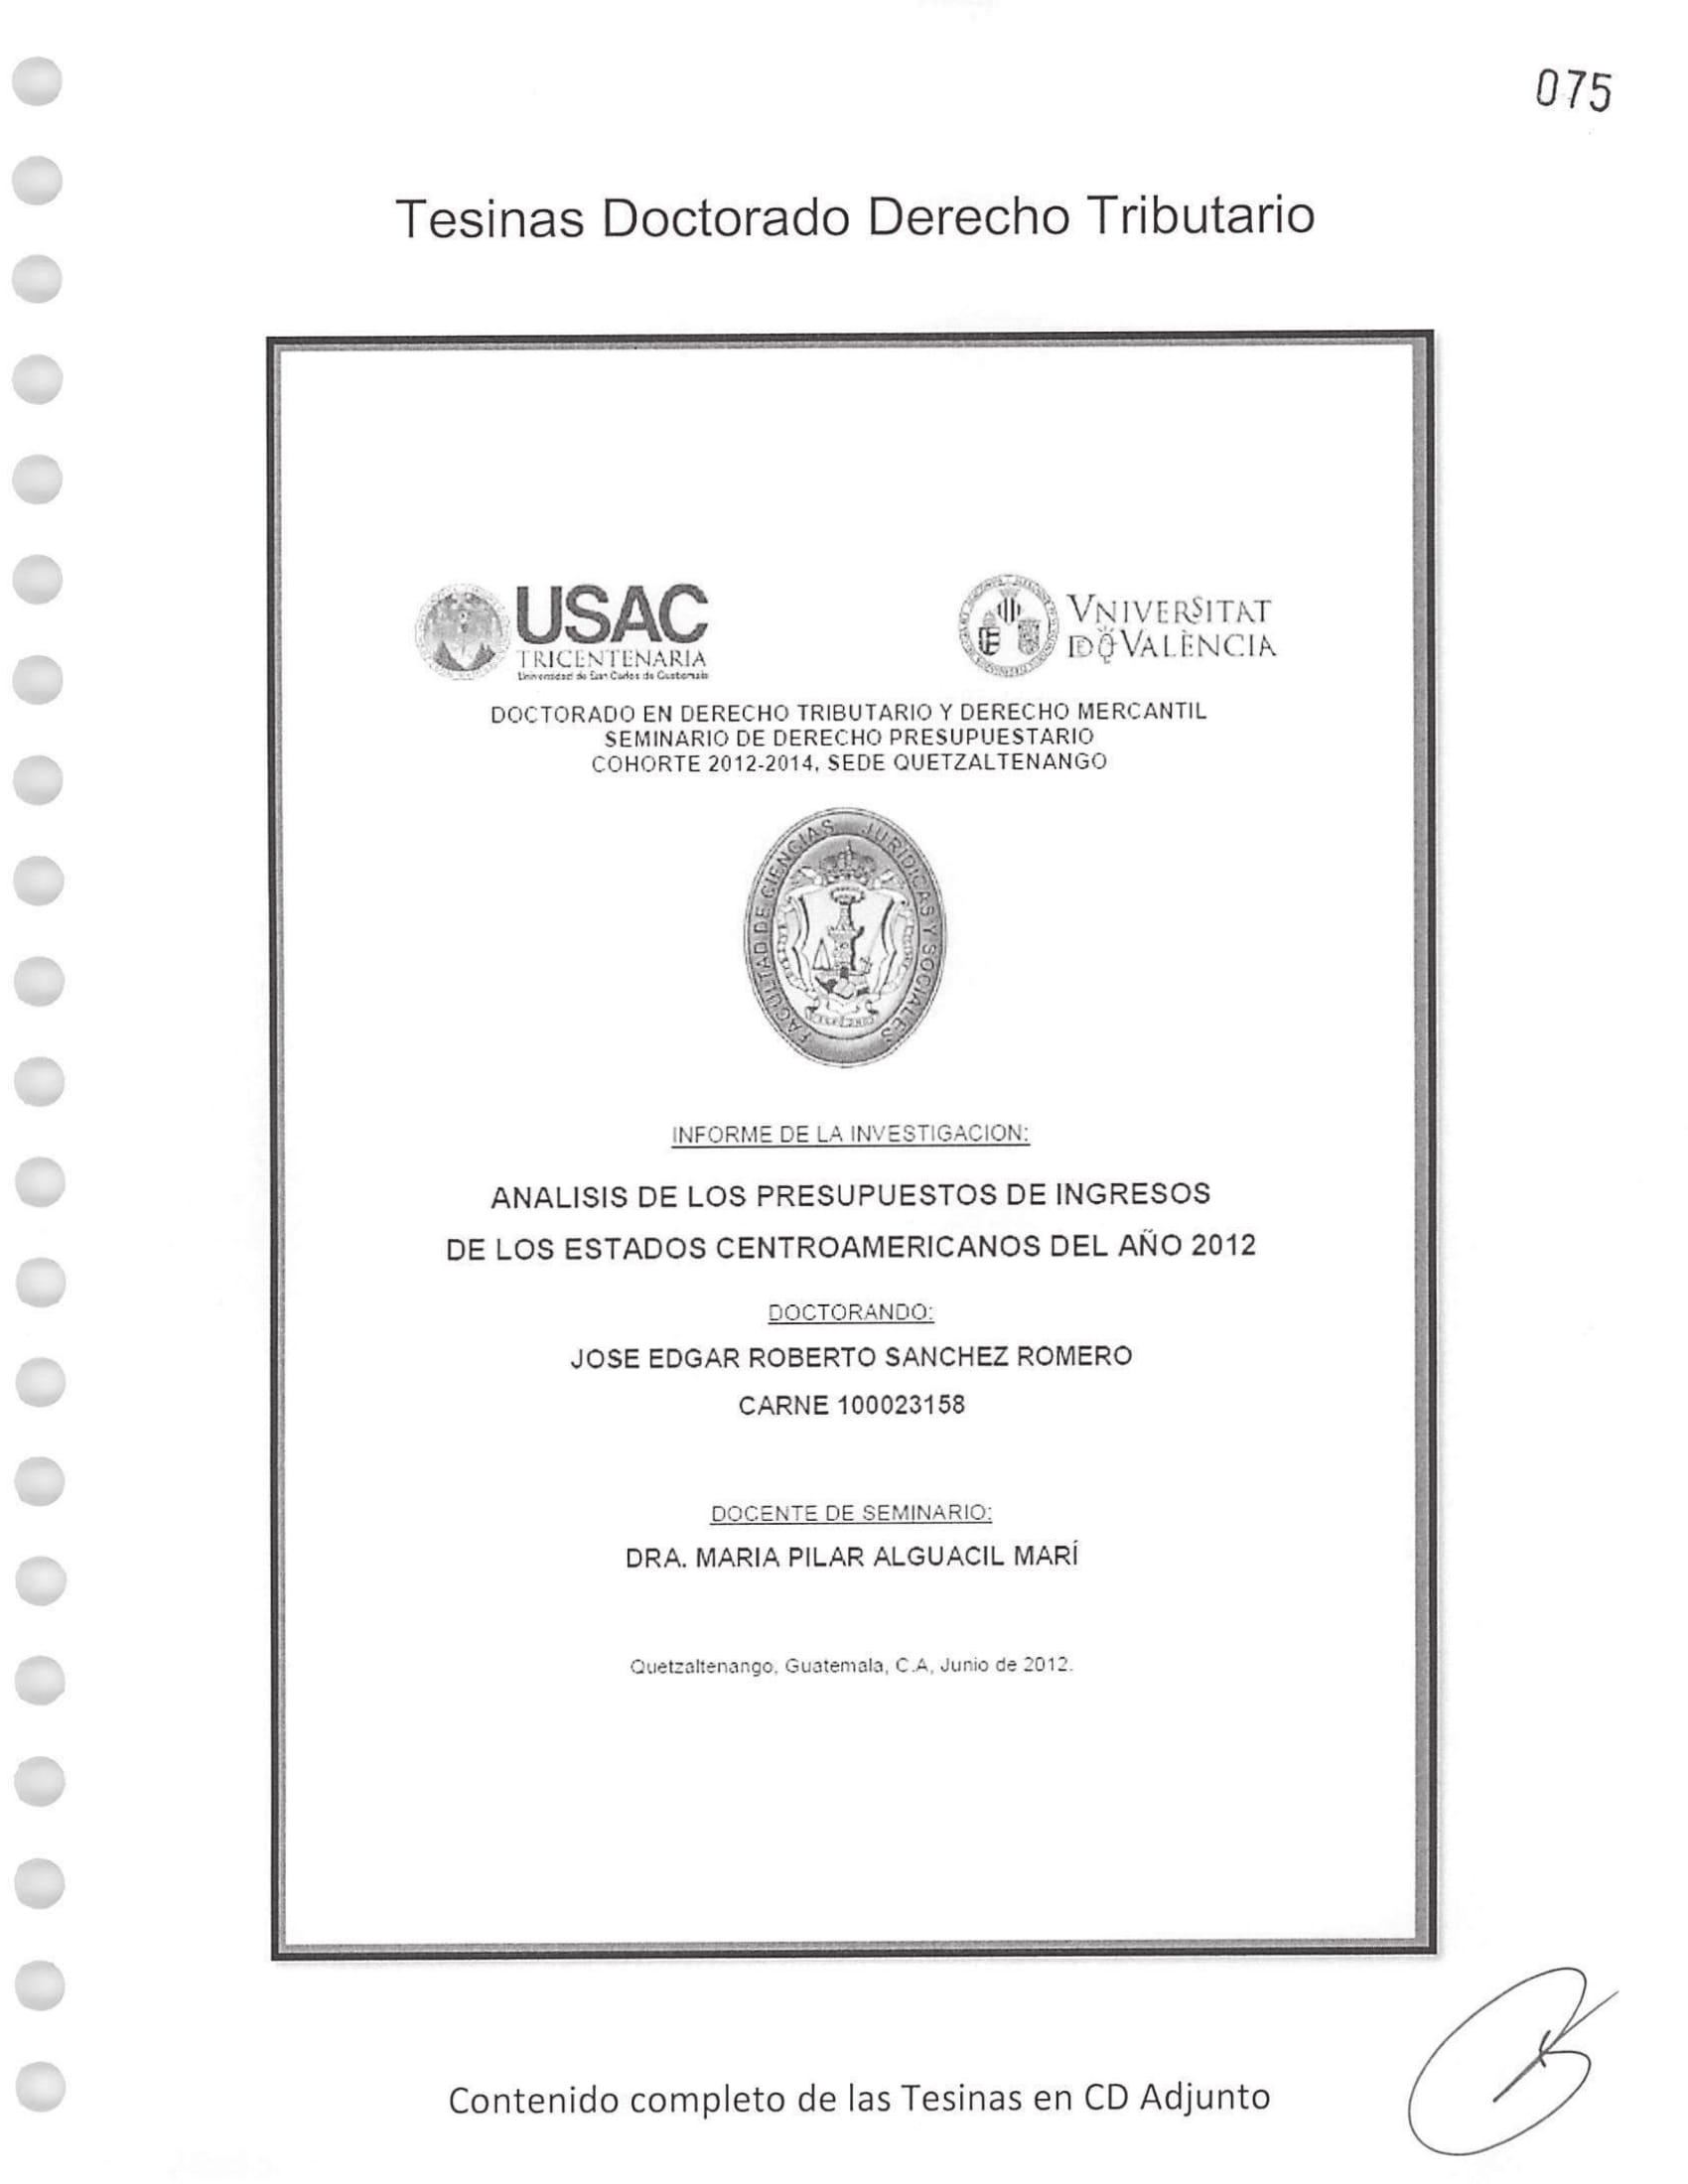 075
Tesinas Doctorado Derecho Tributario
USAC
TRICENTENARIA
Universidad de San Carlos de Guatemala
VNIVERSITAT
DQ̈VALÈNCIA
DOCTORADO EN DERECHO TRIBUTARIO Y DERECHO MERCANTIL
SEMINARIO DE DERECHO PRESUPUESTARIO
COHORTE 2012-2014, SEDE QUETZALTENANGO
FACULTAD DE CIENCIAS JURIDICAS Y SOCIALES
INFORME DE LA INVESTIGACION:
ANALISIS DE LOS PRESUPUESTOS DE INGRESOS
DE LOS ESTADOS CENTROAMERICANOS DEL AÑO 2012
DOCTORANDO:
JOSE EDGAR ROBERTO SANCHEZ ROMERO
CARNE 100023158
DOCENTE DE SEMINARIO:
DRA. MARIA PILAR ALGUACIL MARÍ
Quetzaltenango, Guatemala, C.A, Junio de 2012.
Contenido completo de las Tesinas en CD Adjunto